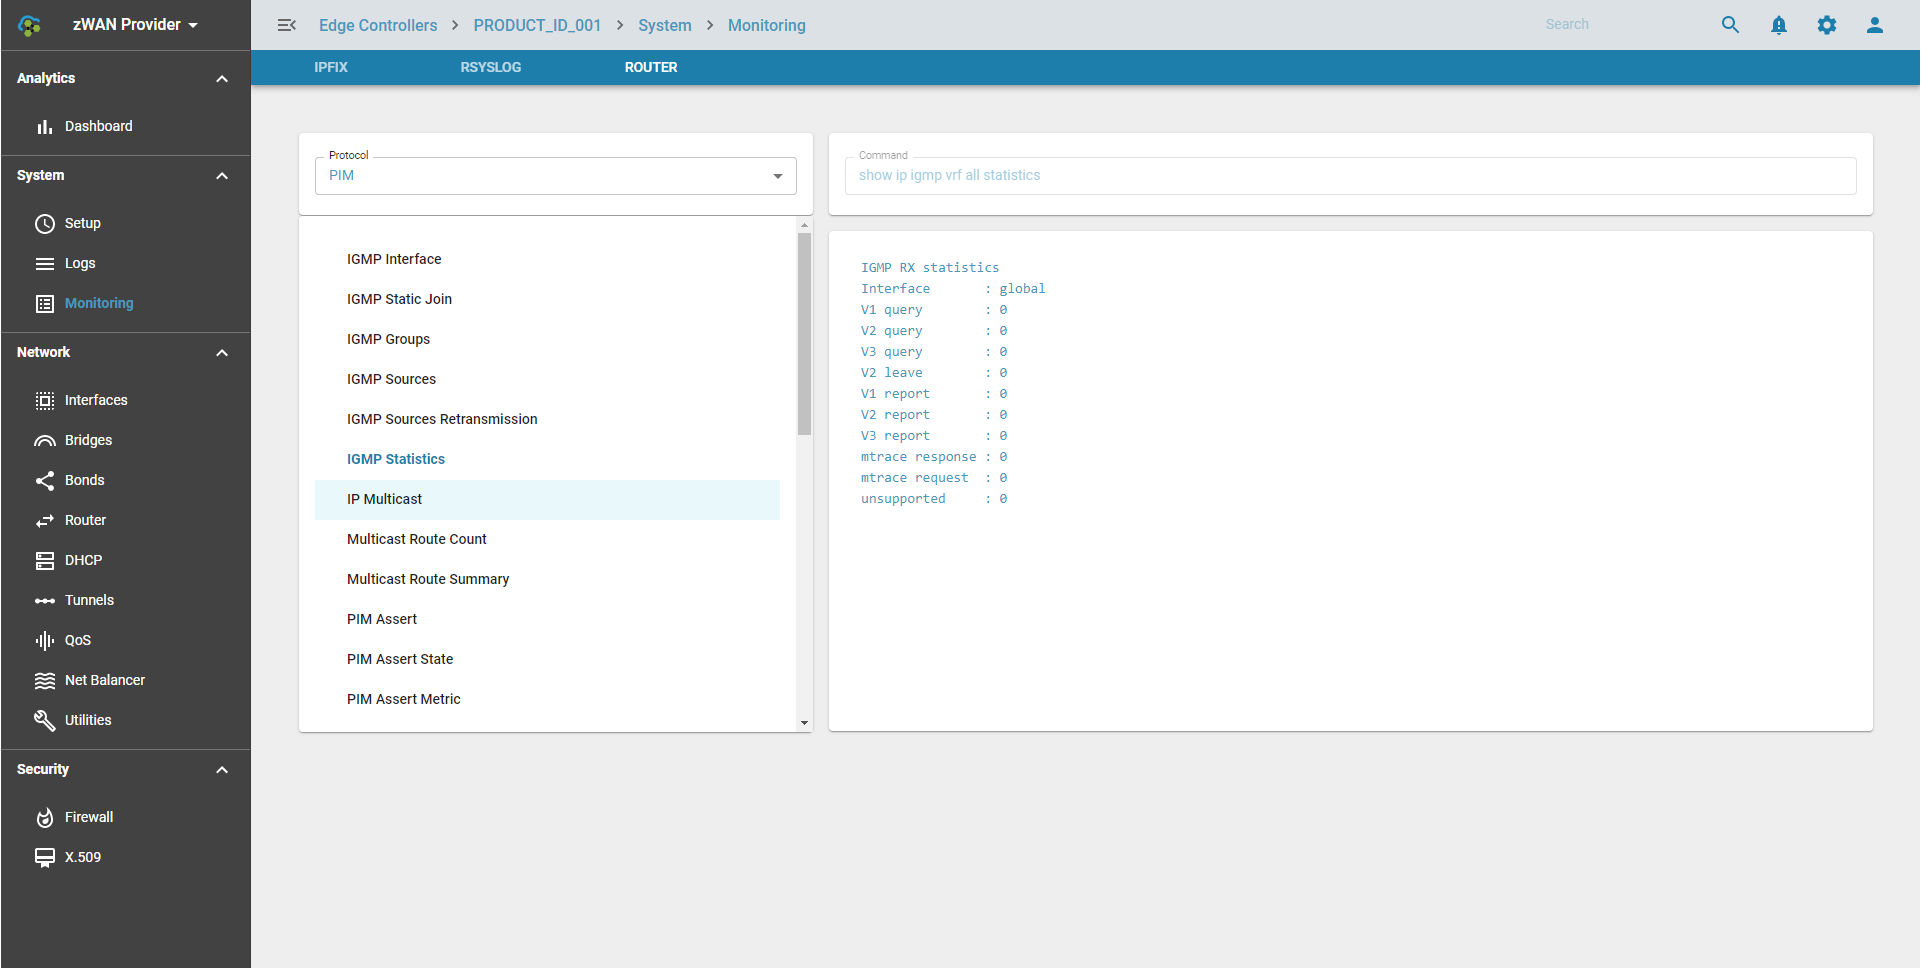 zWAN Provider
Edge Controllers > PRODUCT_ID_001 > System > Monitoring
Search
IPFIX RSYSLOG ROUTER
Analytics
Dashboard
System
Setup
Logs
Monitoring
Network
Interfaces
Bridges
Bonds
Router
DHCP
Tunnels
QoS
Net Balancer
Utilities
Security
Firewall
X.509
Protocol
PIM
IGMP Interface
IGMP Static Join
IGMP Groups
IGMP Sources
IGMP Sources Retransmission
IGMP Statistics
IP Multicast
Multicast Route Count
Multicast Route Summary
PIM Assert
PIM Assert State
PIM Assert Metric
Command
show ip igmp vrf all statistics
IGMP RX statistics
Interface       : global
V1 query        : 0
V2 query        : 0
V3 query        : 0
V2 leave        : 0
V1 report       : 0
V2 report       : 0
V3 report       : 0
mtrace response : 0
mtrace request  : 0
unsupported     : 0